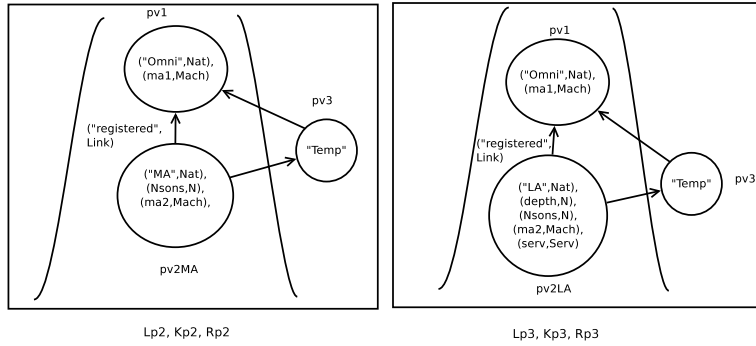 pv1
("Omni",Nat),
(ma1,Mach)
pv3
("registered",
Link)
"Temp"
("MA",Nat),
(Nsons,N),
(ma2,Mach),
pv2MA
Lp2, Kp2, Rp2
pv1
("Omni",Nat),
(ma1,Mach)
("registered",
Link)
"Temp"
pv3
("LA",Nat),
(depth,N),
(Nsons,N),
(ma2,Mach),
(serv,Serv)
pv2LA
Lp3, Kp3, Rp3